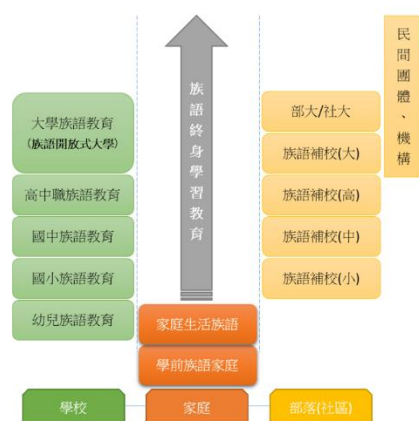 民間團體、機構
族語終身學習教育
大學族語教育
(族語開放式大學)
高中職族語教育
國中族語教育
國小族語教育
幼兒族語教育
家庭生活族語
學前族語家庭
部大/社大
族語補校(大)
族語補校(高)
族語補校(中)
族語補校(小)
學校
家庭
部落(社區)